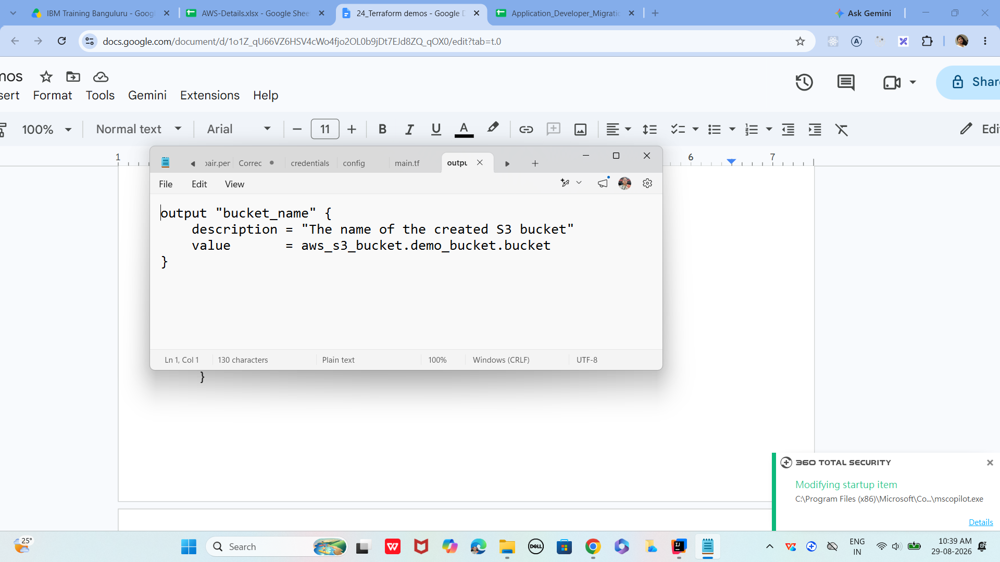 IBM Training Banguluru - Googl
AWS-Details.xlsx - Google Shee
24_Terraform demos - Google D
Application_Developer_Migratic
Ask Gemini
docs.google.com/document/d/1o1Z_qU66VZ6HSV4cWo4fjo2OL0b9jDt7EJd8ZQ_qOX0/edit?tab=t.0
mos
sert Format Tools Gemini Extensions Help
Share
100% Normal text Arial 11 B I U A Edi
1 6 7
pair.per Correc credentials config main.tf outpu
File Edit View
output "bucket_name" {
description = "The name of the created S3 bucket"
value = aws_s3_bucket.demo_bucket.bucket
}
Ln 1, Col 1 130 characters Plain text 100% Windows (CRLF) UTF-8
}
360 TOTAL SECURITY
Modifying startup item
C:\Program Files (x86)\Microsoft\Co...\mscopilot.exe
Details
25°
Search
DELL
ENG
IN
10:39 AM
29-08-2026